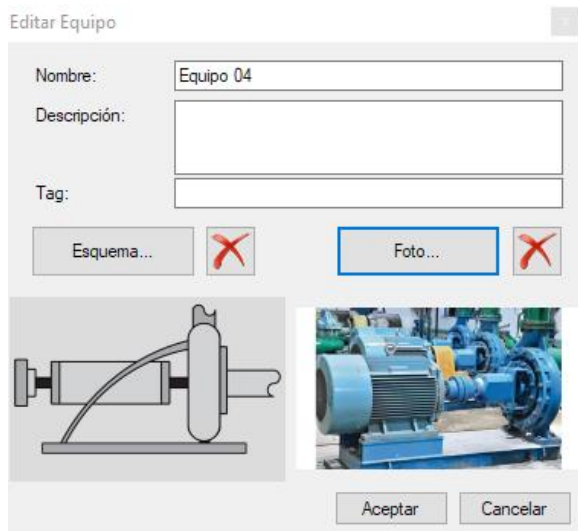 Editar Equipo
Nombre: Equipo 04
Descripción:
Tag:
Esquema... Foto...
Aceptar Cancelar